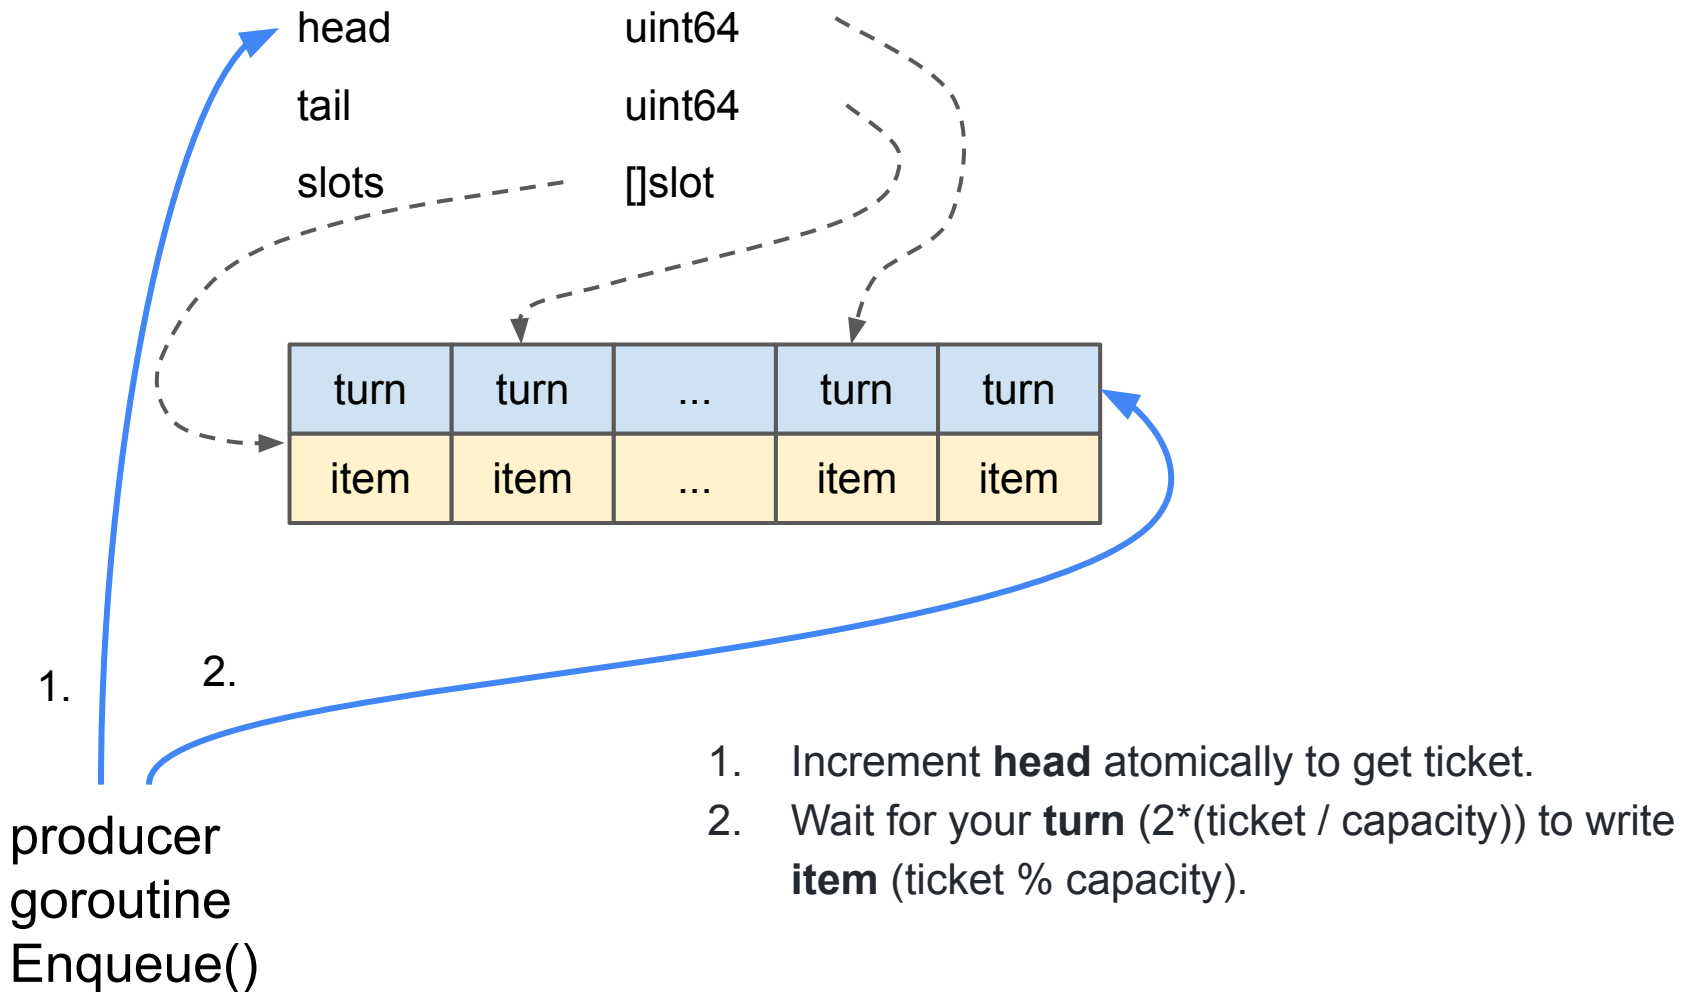 head uint64
tail uint64
slots []slot
turn turn ... turn turn
item item ... item item
1.
2.
producer
goroutine
Enqueue()
1. Increment head atomically to get ticket.
2. Wait for your turn (2*(ticket / capacity)) to write
item (ticket % capacity).